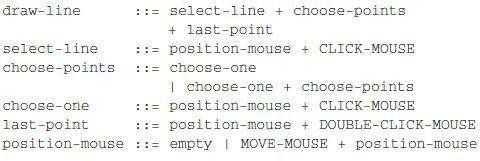 draw-line ::= select-line + choose-points
+ last-point
select-line ::= position-mouse + CLICK-MOUSE
choose-points ::= choose-one
| choose-one + choose-points
choose-one ::= position-mouse + CLICK-MOUSE
last-point ::= position-mouse + DOUBLE-CLICK-MOUSE
position-mouse ::= empty | MOVE-MOUSE + position-mouse